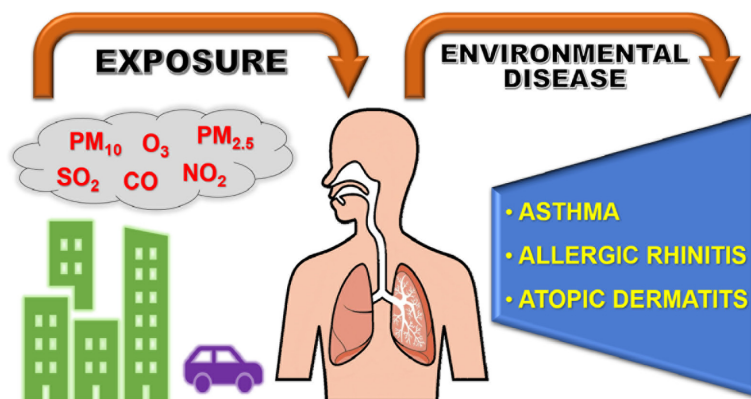 EXPOSURE
ENVIRONMENTAL
DISEASE
PM10 O3 PM2.5
SO2 CO NO2
• ASTHMA
• ALLERGIC RHINITIS
• ATOPIC DERMATITS